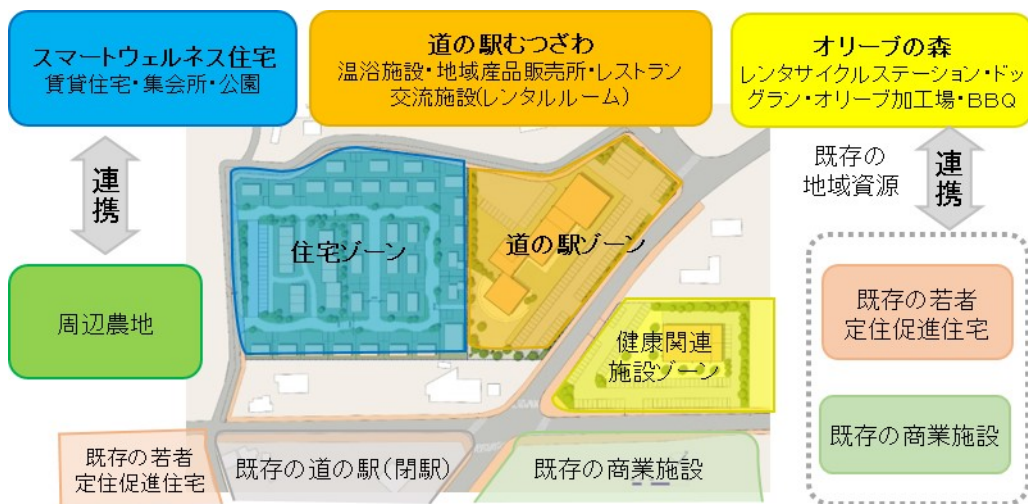 スマートウェルネス住宅
賃貸住宅・集会所・公園
道の駅むつざわ
温浴施設・地域産品販売所・レストラン
交流施設(レンタルルーム)
オリーブの森
レンタサイクルステーション・ドッ
グラン・オリーブ加工場・BBQ
連携
既存の
地域資源
連携
住宅ゾーン
道の駅ゾーン
周辺農地
健康関連
施設ゾーン
既存の若者
定住促進住宅
既存の商業施設
既存の若者
定住促進住宅
既存の道の駅(閉駅)
既存の商業施設